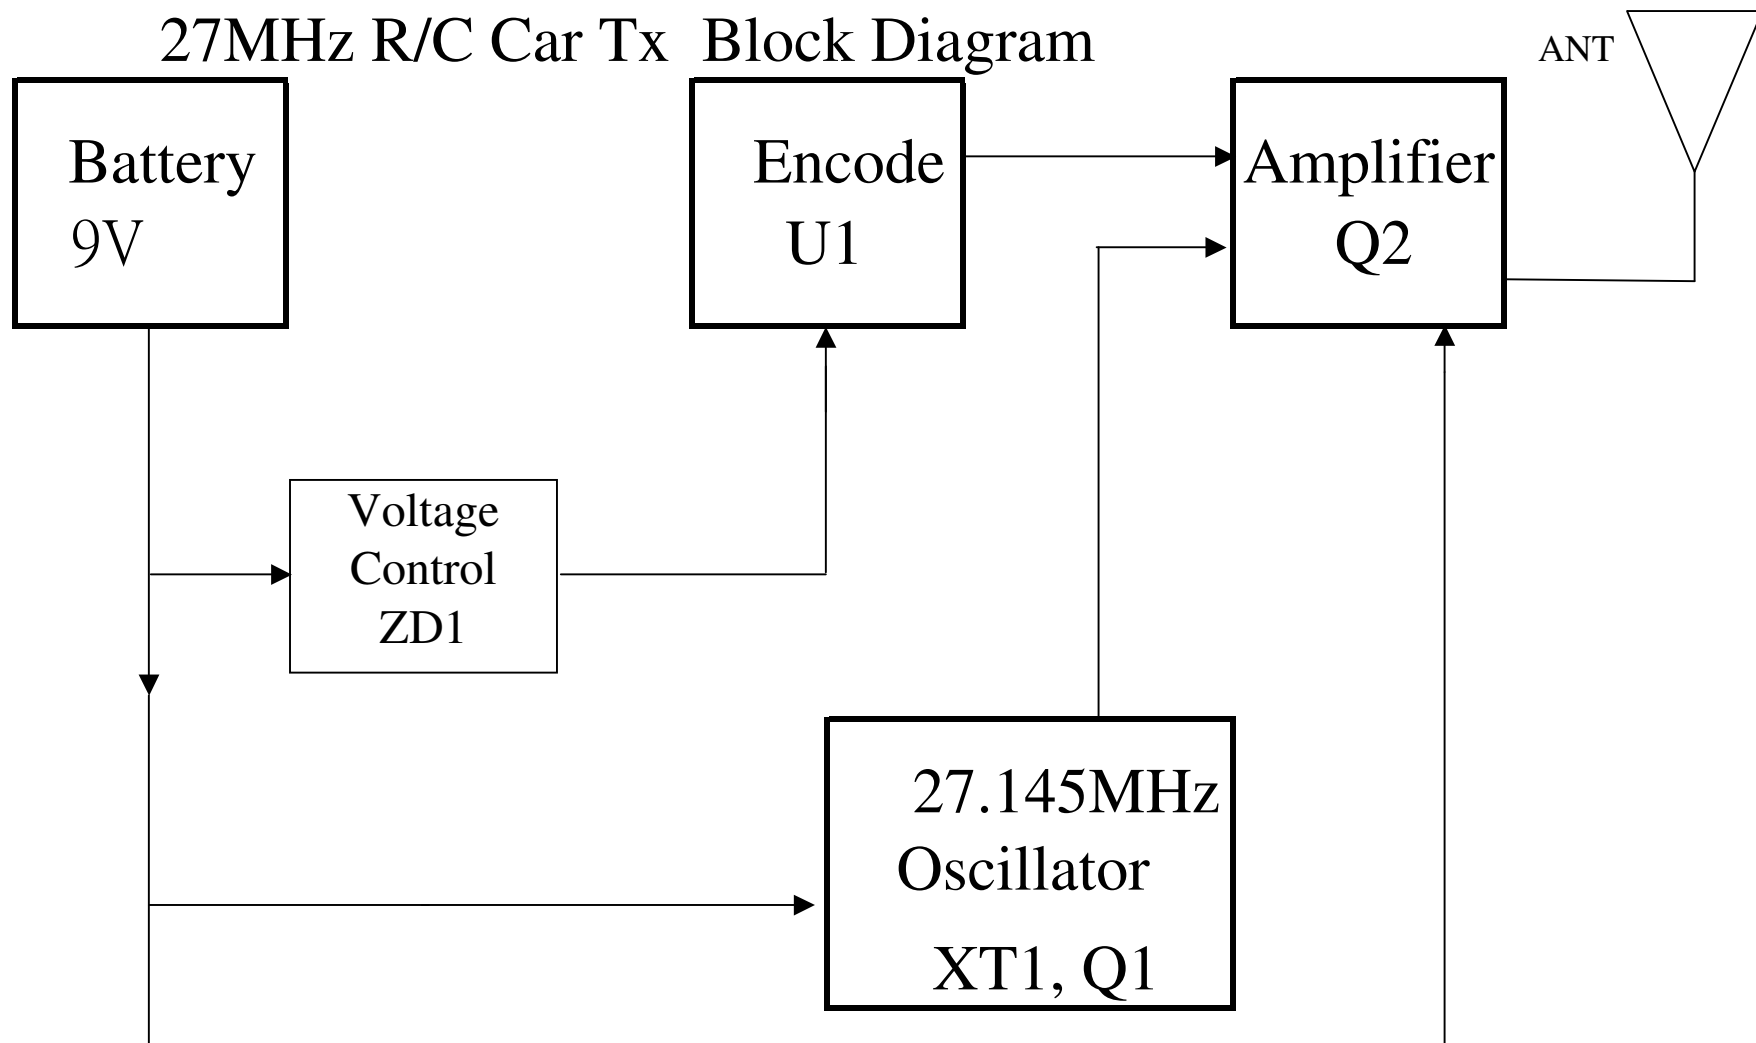 27MHz R/C Car Tx  Block Diagram
ANT
Battery
9V
Encode
U1
Amplifier
Q2
Voltage
Control
ZD1
27.145MHz
Oscillator
XT1, Q1